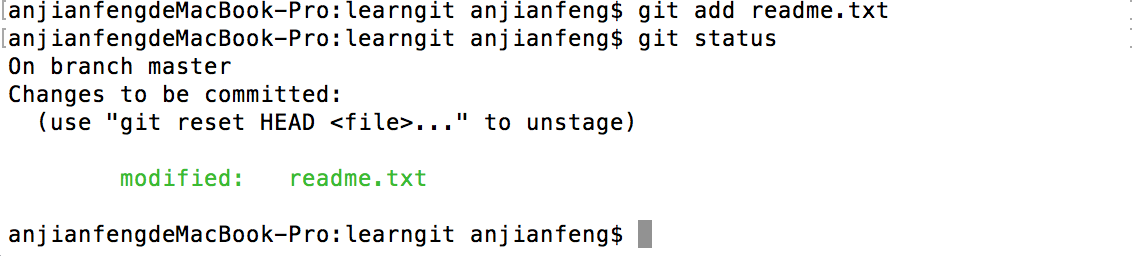 [anjianfengdeMacBook-Pro:learngit anjianfeng$ git add readme.txt
[anjianfengdeMacBook-Pro:learngit anjianfeng$ git status
On branch master
Changes to be committed:
  (use "git reset HEAD <file>..." to unstage)
        modified:   readme.txt
anjianfengdeMacBook-Pro:learngit anjianfeng$